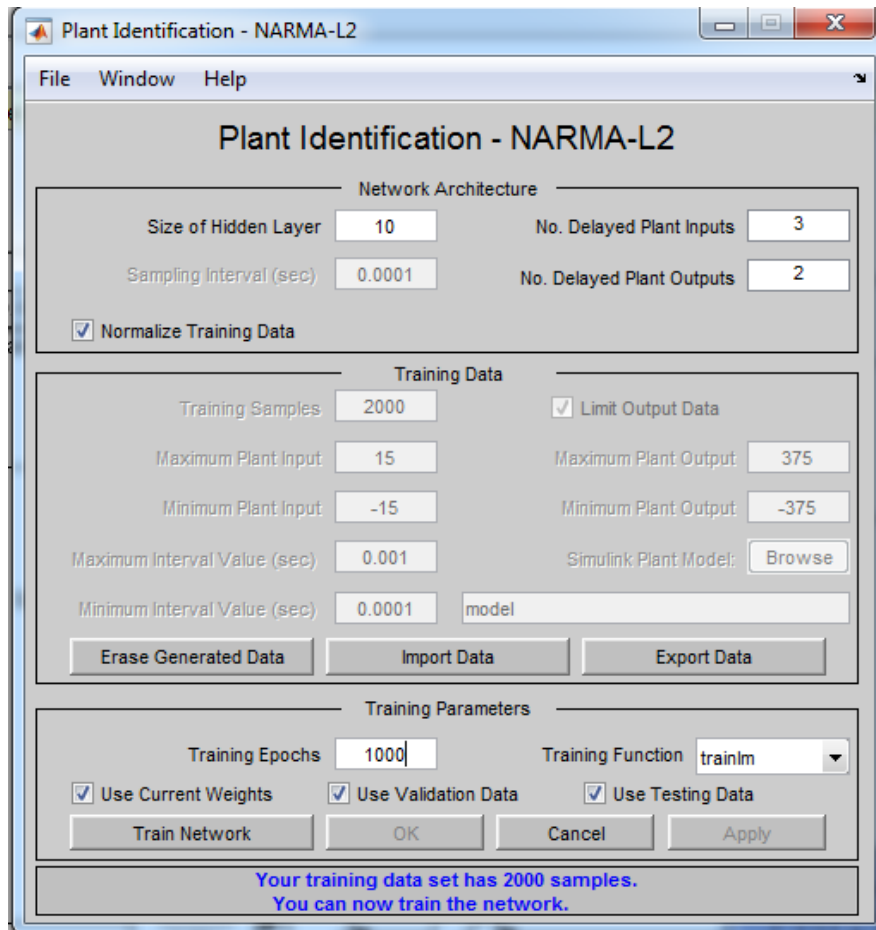 Plant Identification - NARMA-L2
File Window Help
Plant Identification - NARMA-L2
Network Architecture
Size of Hidden Layer 10 No. Delayed Plant Inputs 3
Sampling Interval (sec) 0.0001 No. Delayed Plant Outputs 2
Normalize Training Data
Training Data
Training Samples 2000 Limit Output Data
Maximum Plant Input 15 Maximum Plant Output 375
Minimum Plant Input -15 Minimum Plant Output -375
Maximum Interval Value (sec) 0.001 Simulink Plant Model: Browse
Minimum Interval Value (sec) 0.0001 model
Erase Generated Data Import Data Export Data
Training Parameters
Training Epochs 1000 Training Function trainlm
Use Current Weights Use Validation Data Use Testing Data
Train Network OK Cancel Apply
Your training data set has 2000 samples.
You can now train the network.